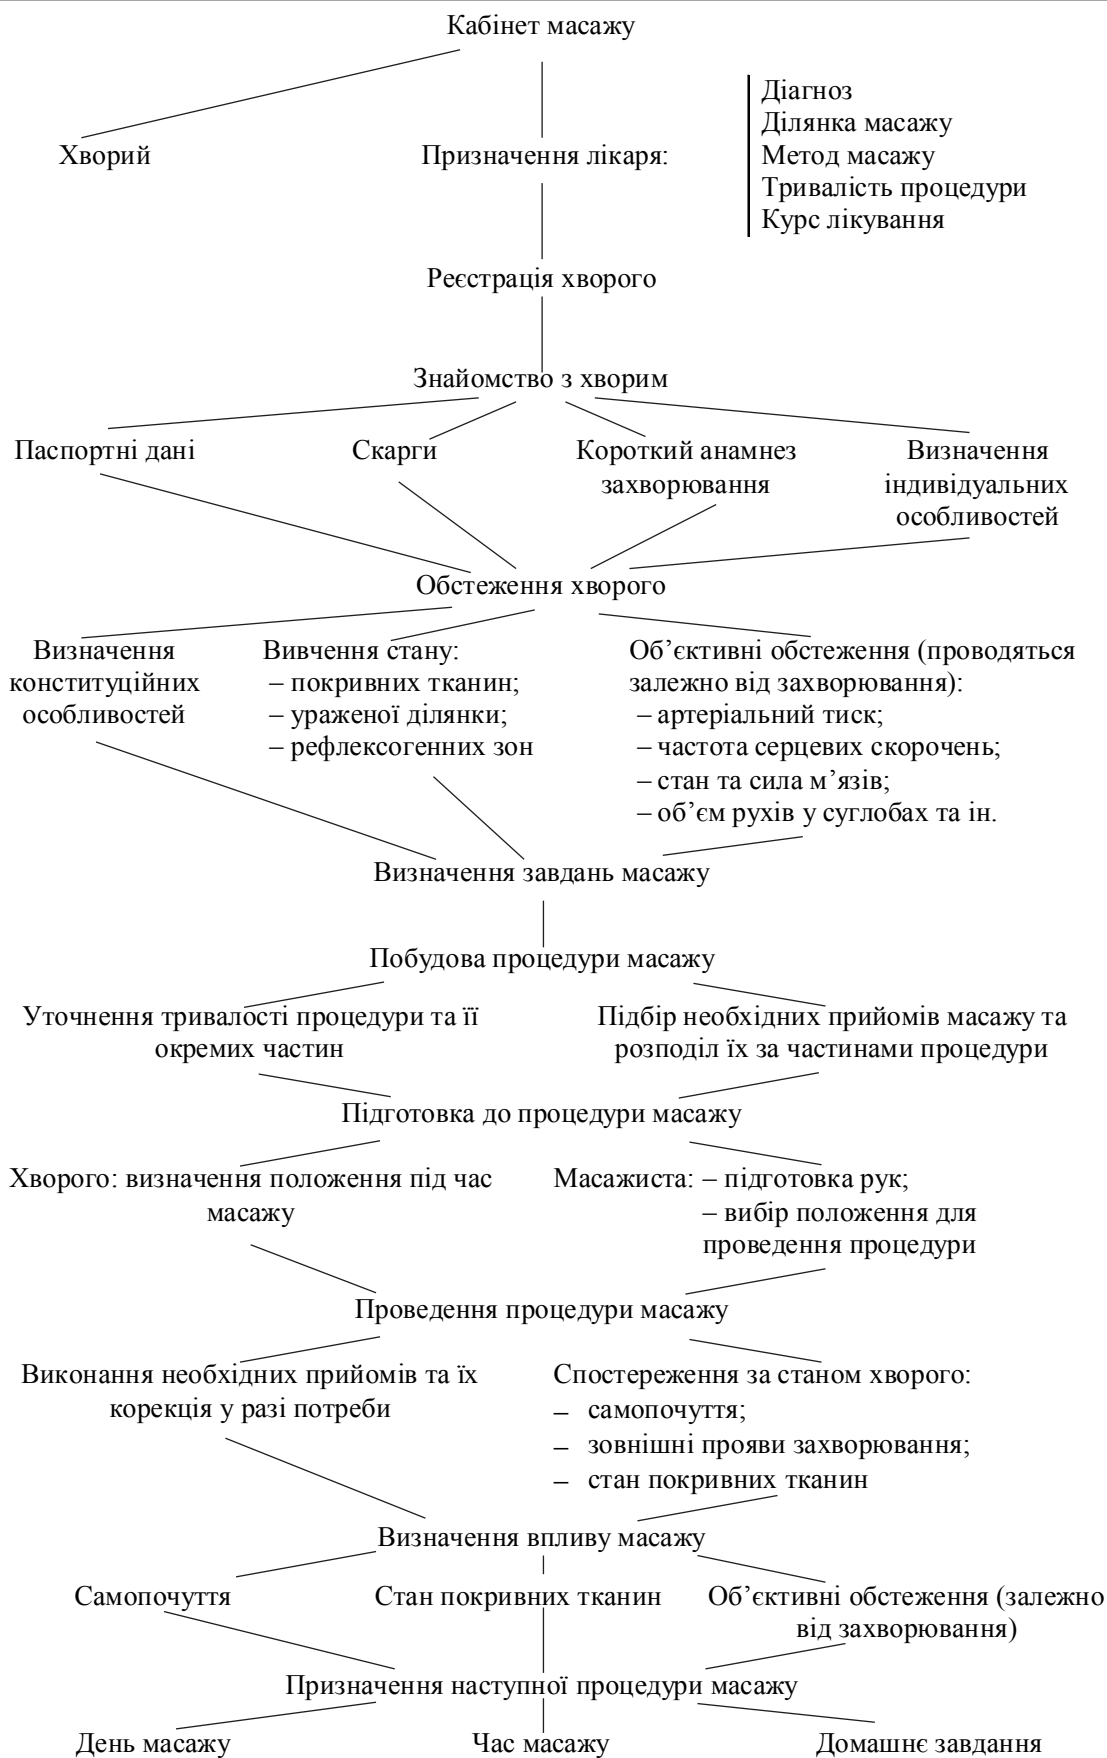 Кабінет масажу
Діагноз
Ділянка масажу
Хворий
Призначення лікаря:
Метод масажу
Тривалість процедури
Курс лікування
Реєстрація хворого
Знайомство з хворим
Паспортні дані
Скарги
Короткий анамнез
захворювання
Визначення
індивідуальних
особливостей
Обстеження хворого
Визначення
конституційних
особливостей
Вивчення стану:
– покривних тканин;
– ураженої ділянки;
– рефлексогенних зон
Об’єктивні обстеження (проводяться
залежно від захворювання):
– артеріальний тиск;
– частота серцевих скорочень;
– стан та сила м’язів;
– об’єм рухів у суглобах та ін.
Визначення завдань масажу
Побудова процедури масажу
Уточнення тривалості процедури та її
окремих частин
Підбір необхідних прийомів масажу та
розподіл їх за частинами процедури
Підготовка до процедури масажу
Хворого: визначення положення під час
масажу
Масажиста: – підготовка рук;
– вибір положення для
проведення процедури
Проведення процедури масажу
Виконання необхідних прийомів та їх
корекція у разі потреби
Спостереження за станом хворого:
– самопочуття;
– зовнішні прояви захворювання;
– стан покривних тканин
Визначення впливу масажу
Самопочуття
Стан покривних тканин
Об’єктивні обстеження (залежно
від захворювання)
Призначення наступної процедури масажу
День масажу
Час масажу
Домашнє завдання